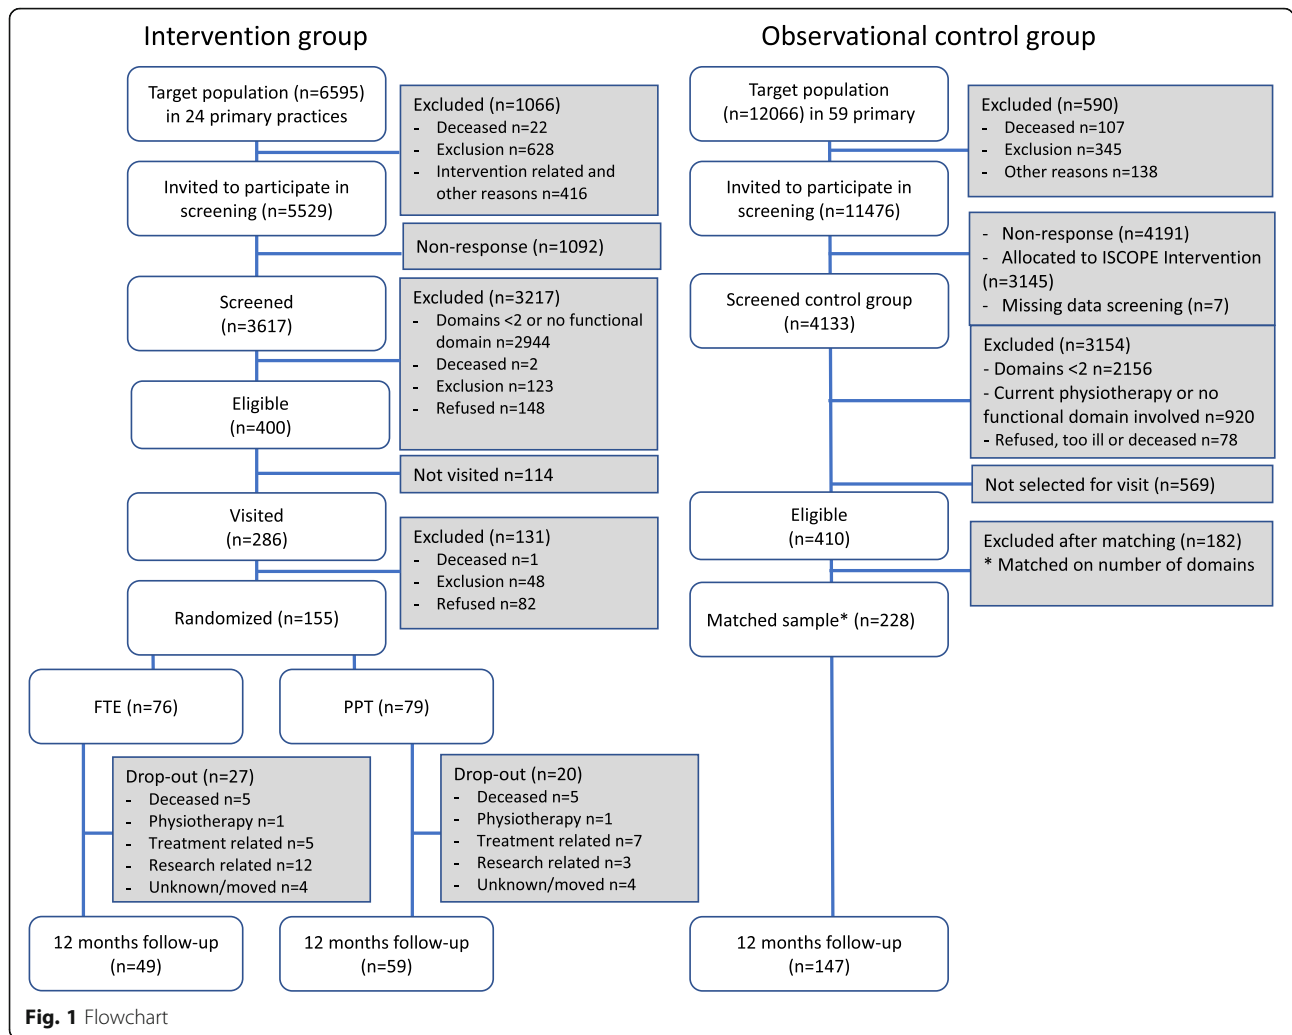 Intervention group
Target population (n=6595)
in 24 primary practices
Excluded (n=1066)
- Deceased n=22
- Exclusion n=628
- Intervention related and
other reasons n=416
Invited to participate in
screening (n=5529)
Non-response (n=1092)
Screened
(n=3617)
Excluded (n=3217)
- Domains <2 or no functional
domain n=2944
- Deceased n=2
- Exclusion n=123
- Refused n=148
Eligible
(n=400)
Not visited n=114
Visited
(n=286)
Excluded (n=131)
- Deceased n=1
- Exclusion n=48
- Refused n=82
Randomized (n=155)
FTE (n=76)
PPT (n=79)
Drop-out (n=27)
- Deceased n=5
- Physiotherapy n=1
- Treatment related n=5
- Research related n=12
- Unknown/moved n=4
Drop-out (n=20)
- Deceased n=5
- Physiotherapy n=1
- Treatment related n=7
- Research related n=3
- Unknown/moved n=4
12 months follow-up
(n=49)
12 months follow-up
(n=59)
Observational control group
Target population
(n=12066) in 59 primary
Excluded (n=590)
- Deceased n=107
- Exclusion n=345
- Other reasons n=138
Invited to participate in
screening (n=11476)
- Non-response (n=4191)
- Allocated to ISCOPE Intervention
(n=3145)
- Missing data screening (n=7)
Screened control group
(n=4133)
Excluded (n=3154)
- Domains <2 n=2156
- Current physiotherapy or no
functional domain involved n=920
- Refused, too ill or deceased n=78
Not selected for visit (n=569)
Eligible
(n=410)
Excluded after matching (n=182)
* Matched on number of domains
Matched sample* (n=228)
12 months follow-up
(n=147)
Fig. 1 Flowchart